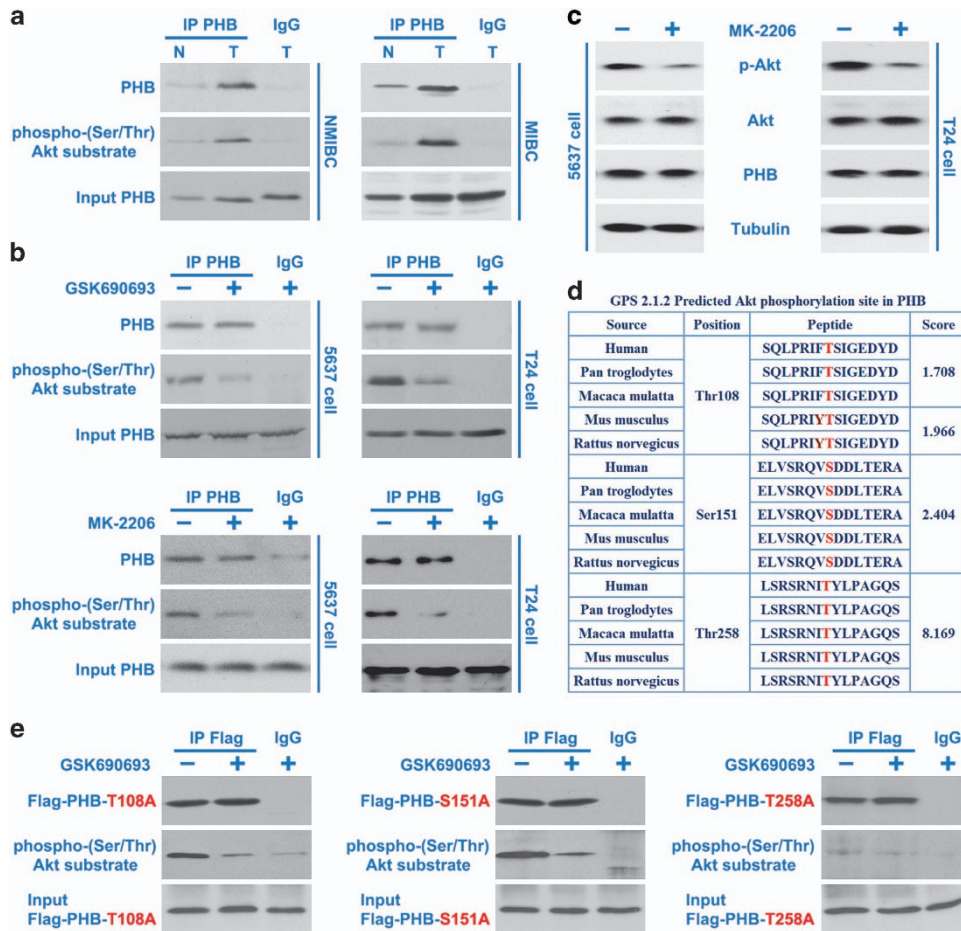 a
IP PHB IgG
N T T
PHB
phospho-(Ser/Thr)
Akt substrate
Input PHB
NMIBC
IP PHB IgG
N T T
MIBC
b
IP PHB IgG
GSK690693 − + +
PHB
phospho-(Ser/Thr)
Akt substrate
Input PHB
5637 cell
IP PHB IgG
− + +
T24 cell
IP PHB IgG
MK-2206 − + +
PHB
phospho-(Ser/Thr)
Akt substrate
Input PHB
5637 cell
IP PHB IgG
− + +
T24 cell
c
− + MK-2206 − +
p-Akt
Akt
PHB
Tubulin
5637 cell
T24 cell
d
GPS 2.1.2 Predicted Akt phosphorylation site in PHB
Source Position Peptide Score
Human Thr108 SQLPRIFTSIGEDYD 1.708
Pan troglodytes SQLPRIFTSIGEDYD
Macaca mulatta SQLPRIFTSIGEDYD
Mus musculus SQLPRIYTSIGEDYD 1.966
Rattus norvegicus SQLPRIYTSIGEDYD
Human Ser151 ELVSRQVSDDLTERA 2.404
Pan troglodytes ELVSRQVSDDLTERA
Macaca mulatta ELVSRQVSDDLTERA
Mus musculus ELVSRQVSDDLTERA
Rattus norvegicus ELVSRQVSDDLTERA
Human Thr258 LSRSRNITYLPAGQS 8.169
Pan troglodytes LSRSRNITYLPAGQS
Macaca mulatta LSRSRNITYLPAGQS
Mus musculus LSRSRNITYLPAGQS
Rattus norvegicus LSRSRNITYLPAGQS
e
IP Flag IgG
GSK690693 − + +
Flag-PHB-T108A
phospho-(Ser/Thr)
Akt substrate
Input
Flag-PHB-T108A
IP Flag IgG
GSK690693 − + +
Flag-PHB-S151A
phospho-(Ser/Thr)
Akt substrate
Input
Flag-PHB-S151A
IP Flag IgG
GSK690693 − + +
Flag-PHB-T258A
phospho-(Ser/Thr)
Akt substrate
Input
Flag-PHB-T258A